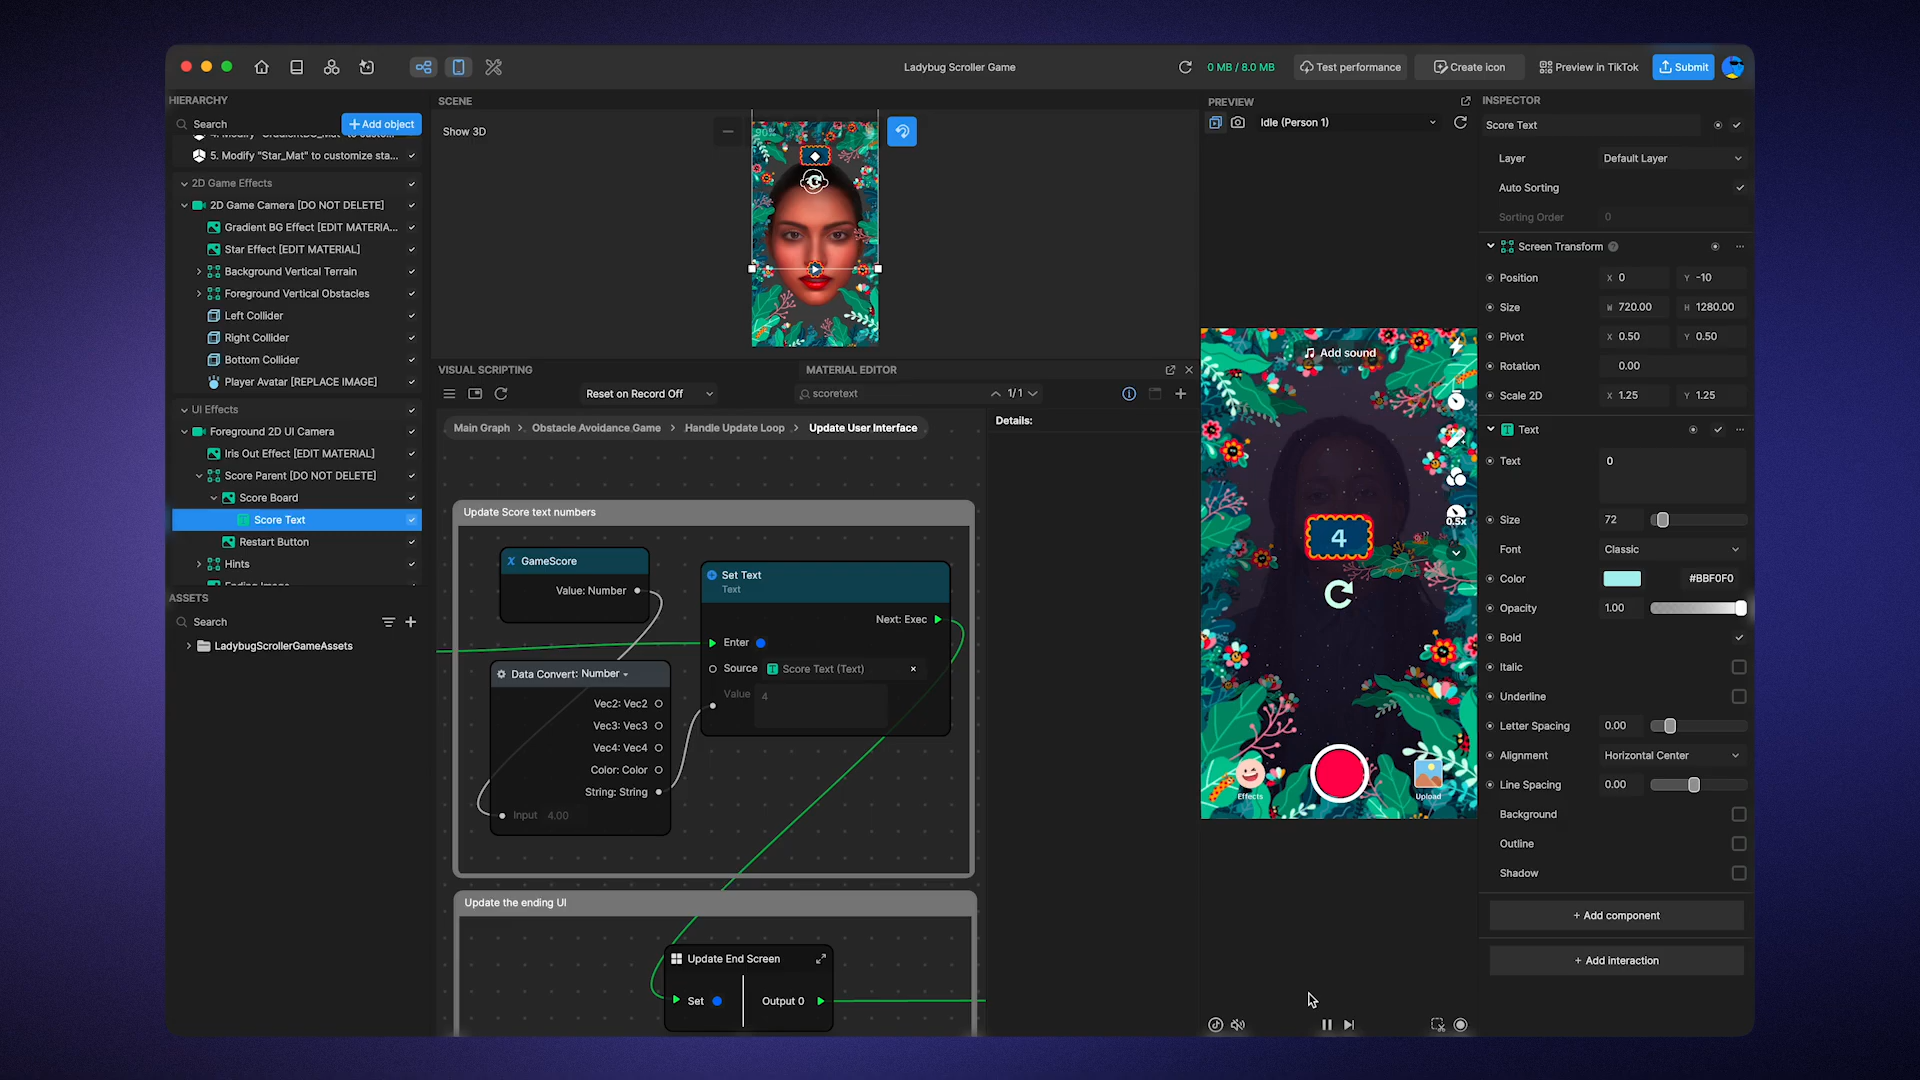 Ladybug Scroller Game
0 MB / 8.0 MB
Test performance
Create icon
Preview in TikTok
Submit
HIERARCHY
Search
+ Add object
5. Modify "Star_Mat" to customize sta...
2D Game Effects
2D Game Camera [DO NOT DELETE]
Gradient BG Effect [EDIT MATERIA...
Star Effect [EDIT MATERIAL]
Background Vertical Terrain
Foreground Vertical Obstacles
Left Collider
Right Collider
Bottom Collider
Player Avatar [REPLACE IMAGE]
UI Effects
Foreground 2D UI Camera
Iris Out Effect [EDIT MATERIAL]
Score Parent [DO NOT DELETE]
Score Board
Score Text
Restart Button
Hints
ASSETS
Search
LadybugScrollerGameAssets
SCENE
Show 3D
90%
VISUAL SCRIPTING
MATERIAL EDITOR
Reset on Record Off
scoretext
1/1
Main Graph > Obstacle Avoidance Game > Handle Update Loop > Update User Interface
Details:
Update Score text numbers
GameScore
Value: Number
Set Text
Text
Next: Exec
Enter
Source
Score Text (Text)
Value
4
Data Convert: Number
Vec2: Vec2
Vec3: Vec3
Vec4: Vec4
Color: Color
String: String
Input
4.00
Update the ending UI
Update End Screen
Set
Output 0
PREVIEW
Idle (Person 1)
Add sound
0.5x
4
Effects
Upload
INSPECTOR
Score Text
Layer
Default Layer
Auto Sorting
Sorting Order
0
Screen Transform
Position
X 0
Y -10
Size
W 720.00
H 1280.00
Pivot
X 0.50
Y 0.50
Rotation
0.00
Scale 2D
X 1.25
Y 1.25
Text
Text
0
Size
72
Font
Classic
Color
#BBF0F0
Opacity
1.00
Bold
Italic
Underline
Letter Spacing
0.00
Alignment
Horizontal Center
Line Spacing
0.00
Background
Outline
Shadow
+ Add component
+ Add interaction